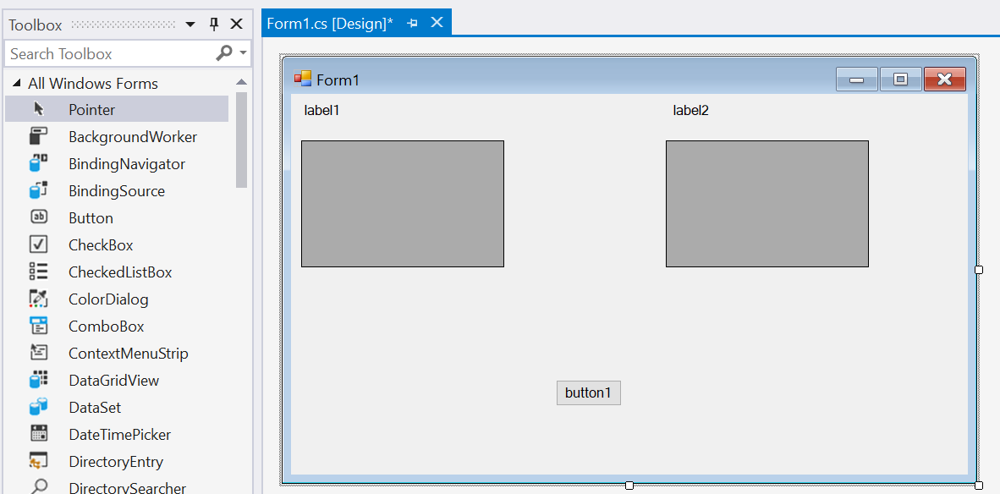 Toolbox
Search Toolbox
All Windows Forms
Pointer
BackgroundWorker
BindingNavigator
BindingSource
Button
CheckBox
CheckedListBox
ColorDialog
ComboBox
ContextMenuStrip
DataGridView
DataSet
DateTimePicker
DirectoryEntry
DirectorySearcher
Form1.cs [Design]*
Form1
label1 label2
button1